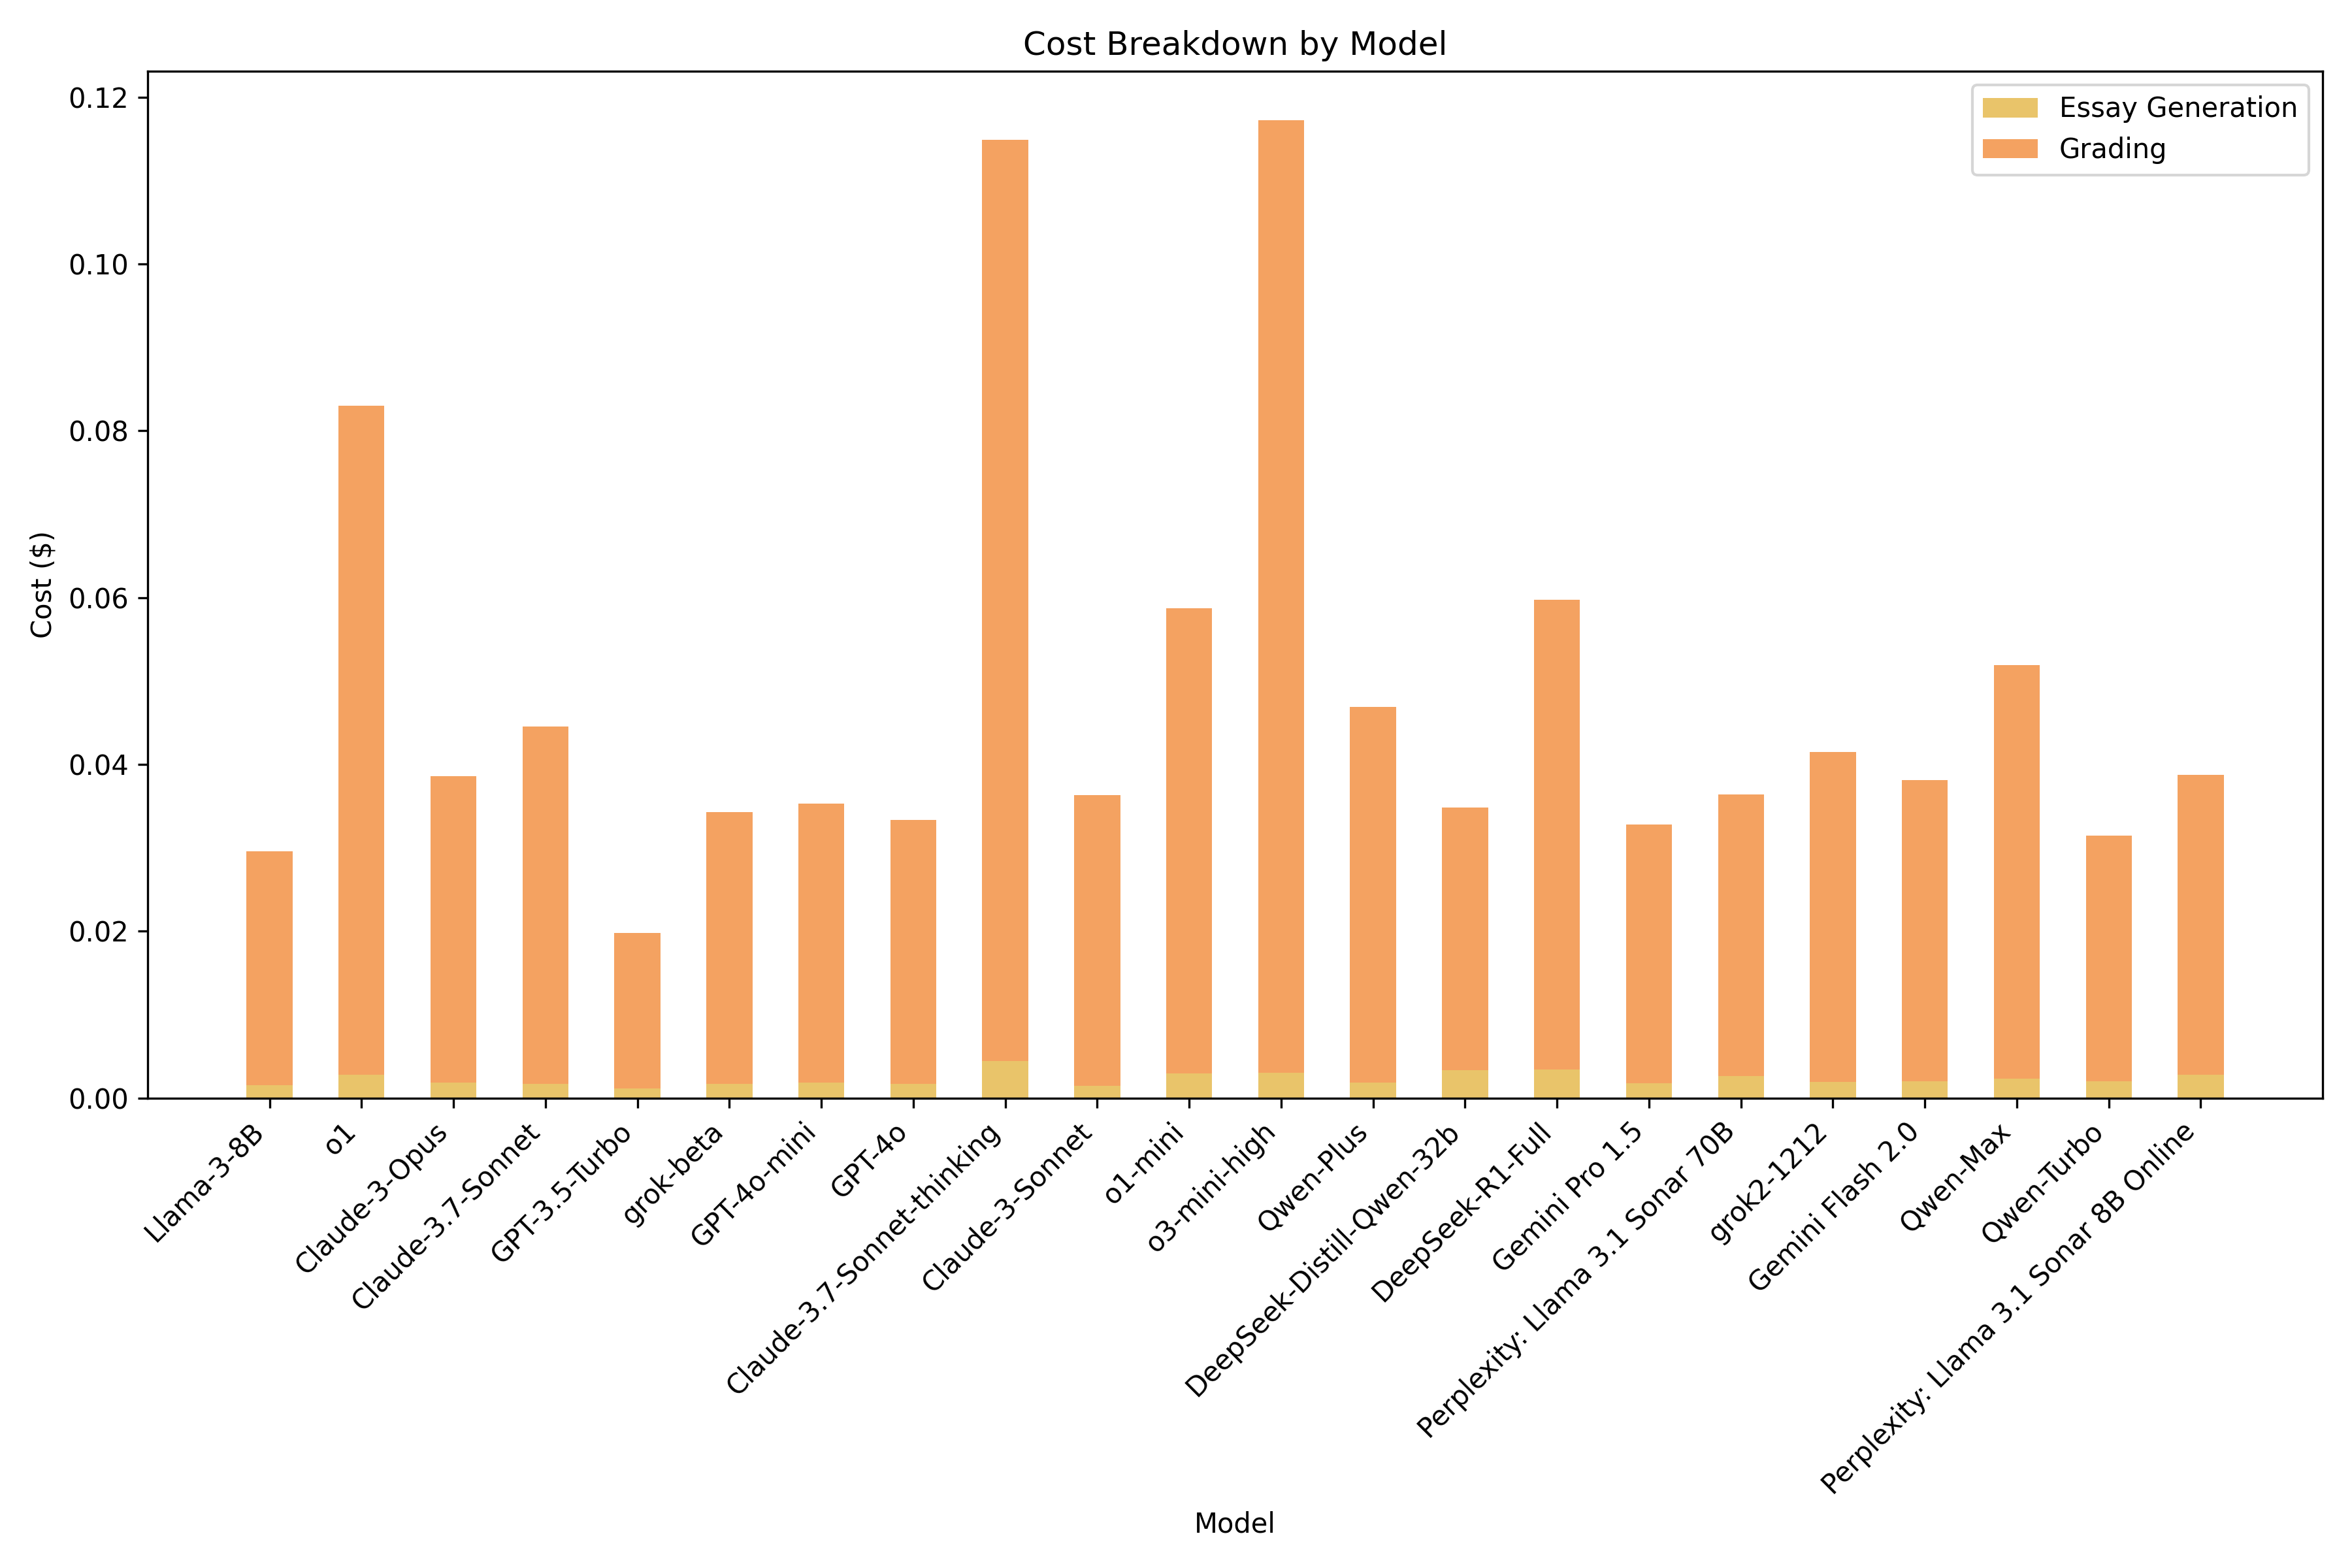 Cost Breakdown by Model
Essay Generation
Grading
0.12
0.10
0.08
0.06
0.04
0.02
0.00
Cost ($)
Llama-3-8B
o1
Claude-3-Opus
Claude-3.7-Sonnet
GPT-3.5-Turbo
grok-beta
GPT-4o-mini
GPT-4o
Claude-3.7-Sonnet-thinking
Claude-3-Sonnet
o1-mini
o3-mini-high
Qwen-Plus
DeepSeek-Distill-Qwen-32b
DeepSeek-R1-Full
Gemini Pro 1.5
Perplexity: Llama 3.1 Sonar 70B
grok2-1212
Gemini Flash 2.0
Qwen-Max
Qwen-Turbo
Perplexity: Llama 3.1 Sonar 8B Online
Model